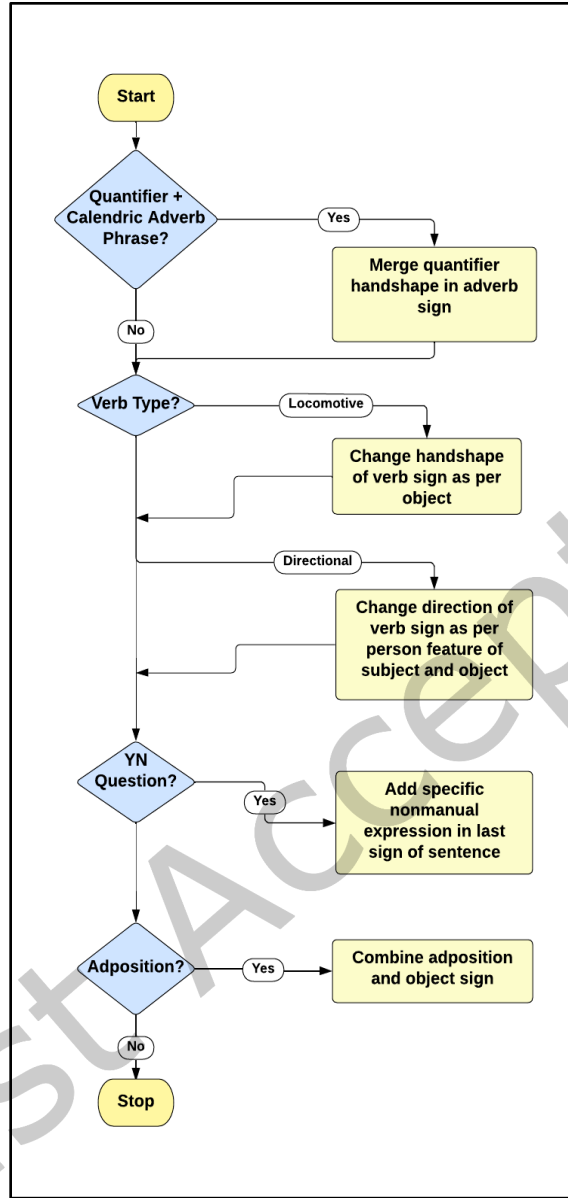 Start
Quantifier +
Calendric Adverb
Phrase?
Yes
Merge quantifier
handshape in adverb
sign
No
Verb Type?
Locomotive
Change handshape
of verb sign as per
object
Directional
Change direction of
verb sign as per
person feature of
subject and object
YN
Question?
Yes
Add specific
nonmanual
expression in last
sign of sentence
Adposition?
Yes
Combine adposition
and object sign
No
Stop